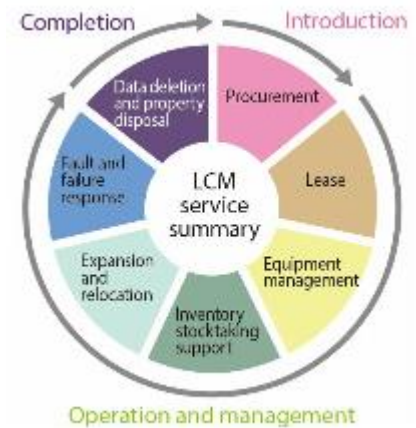 Completion
Introduction
Data deletion
and property
disposal
Procurement
Fault and
failure
response
LCM
service
summary
Lease
Expansion
and
relocation
Equipment
management
Inventory
stocktaking
support
Operation and management